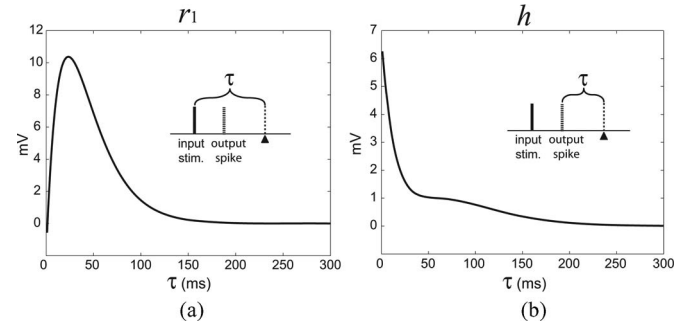 r1
12
10
8
6
4
2
0
mV
τ
input stim.
output spike
0 50 100 150 200 250 300
τ (ms)
(a)
h
7
6
5
4
3
2
1
0
mV
τ
input stim.
output spike
0 50 100 150 200 250 300
τ (ms)
(b)